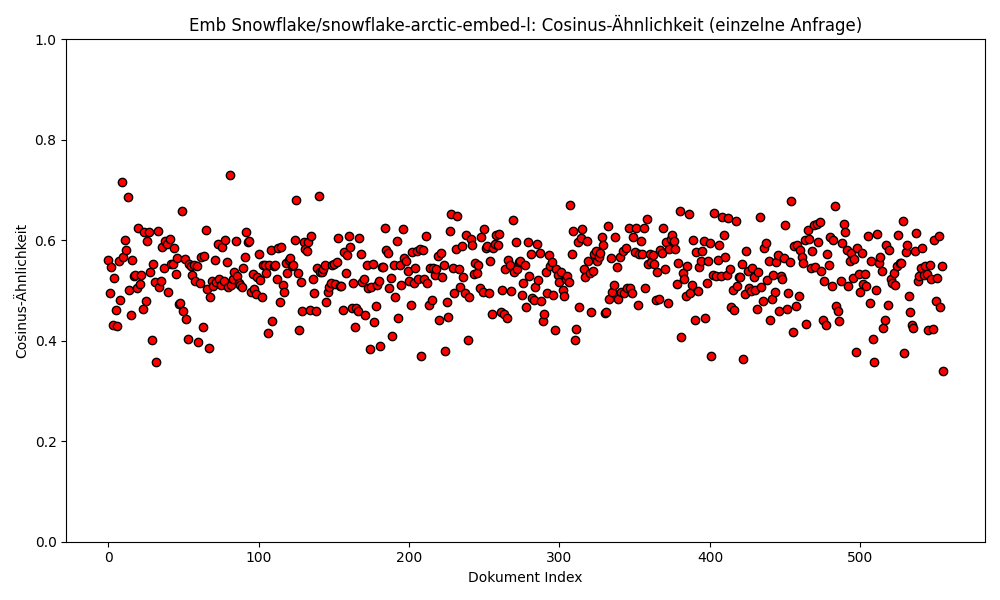 Emb Snowflake/snowflake-arctic-embed-l: Cosinus-Ähnlichkeit (einzelne Anfrage)
1.0
0.8
0.6
0.4
0.2
0.0
Cosinus-Ähnlichkeit
0 100 200 300 400 500
Dokument Index